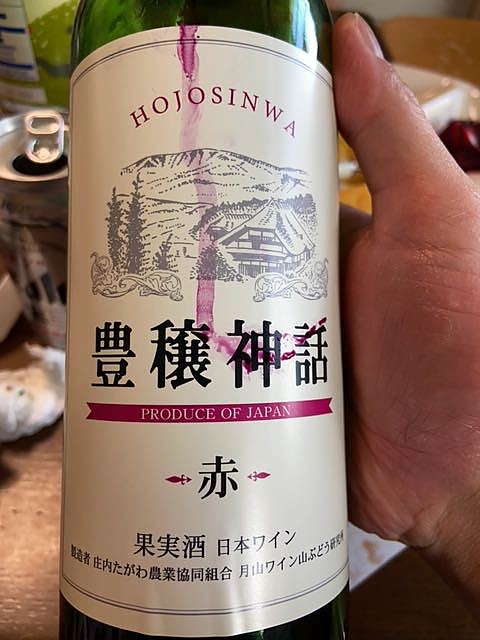 HOJOSINWA
豊穣神話
PRODUCE OF JAPAN
赤
果実酒 日本ワイン
製造者 庄内たがわ農業協同組合 月山ワイン山ぶどう研究所